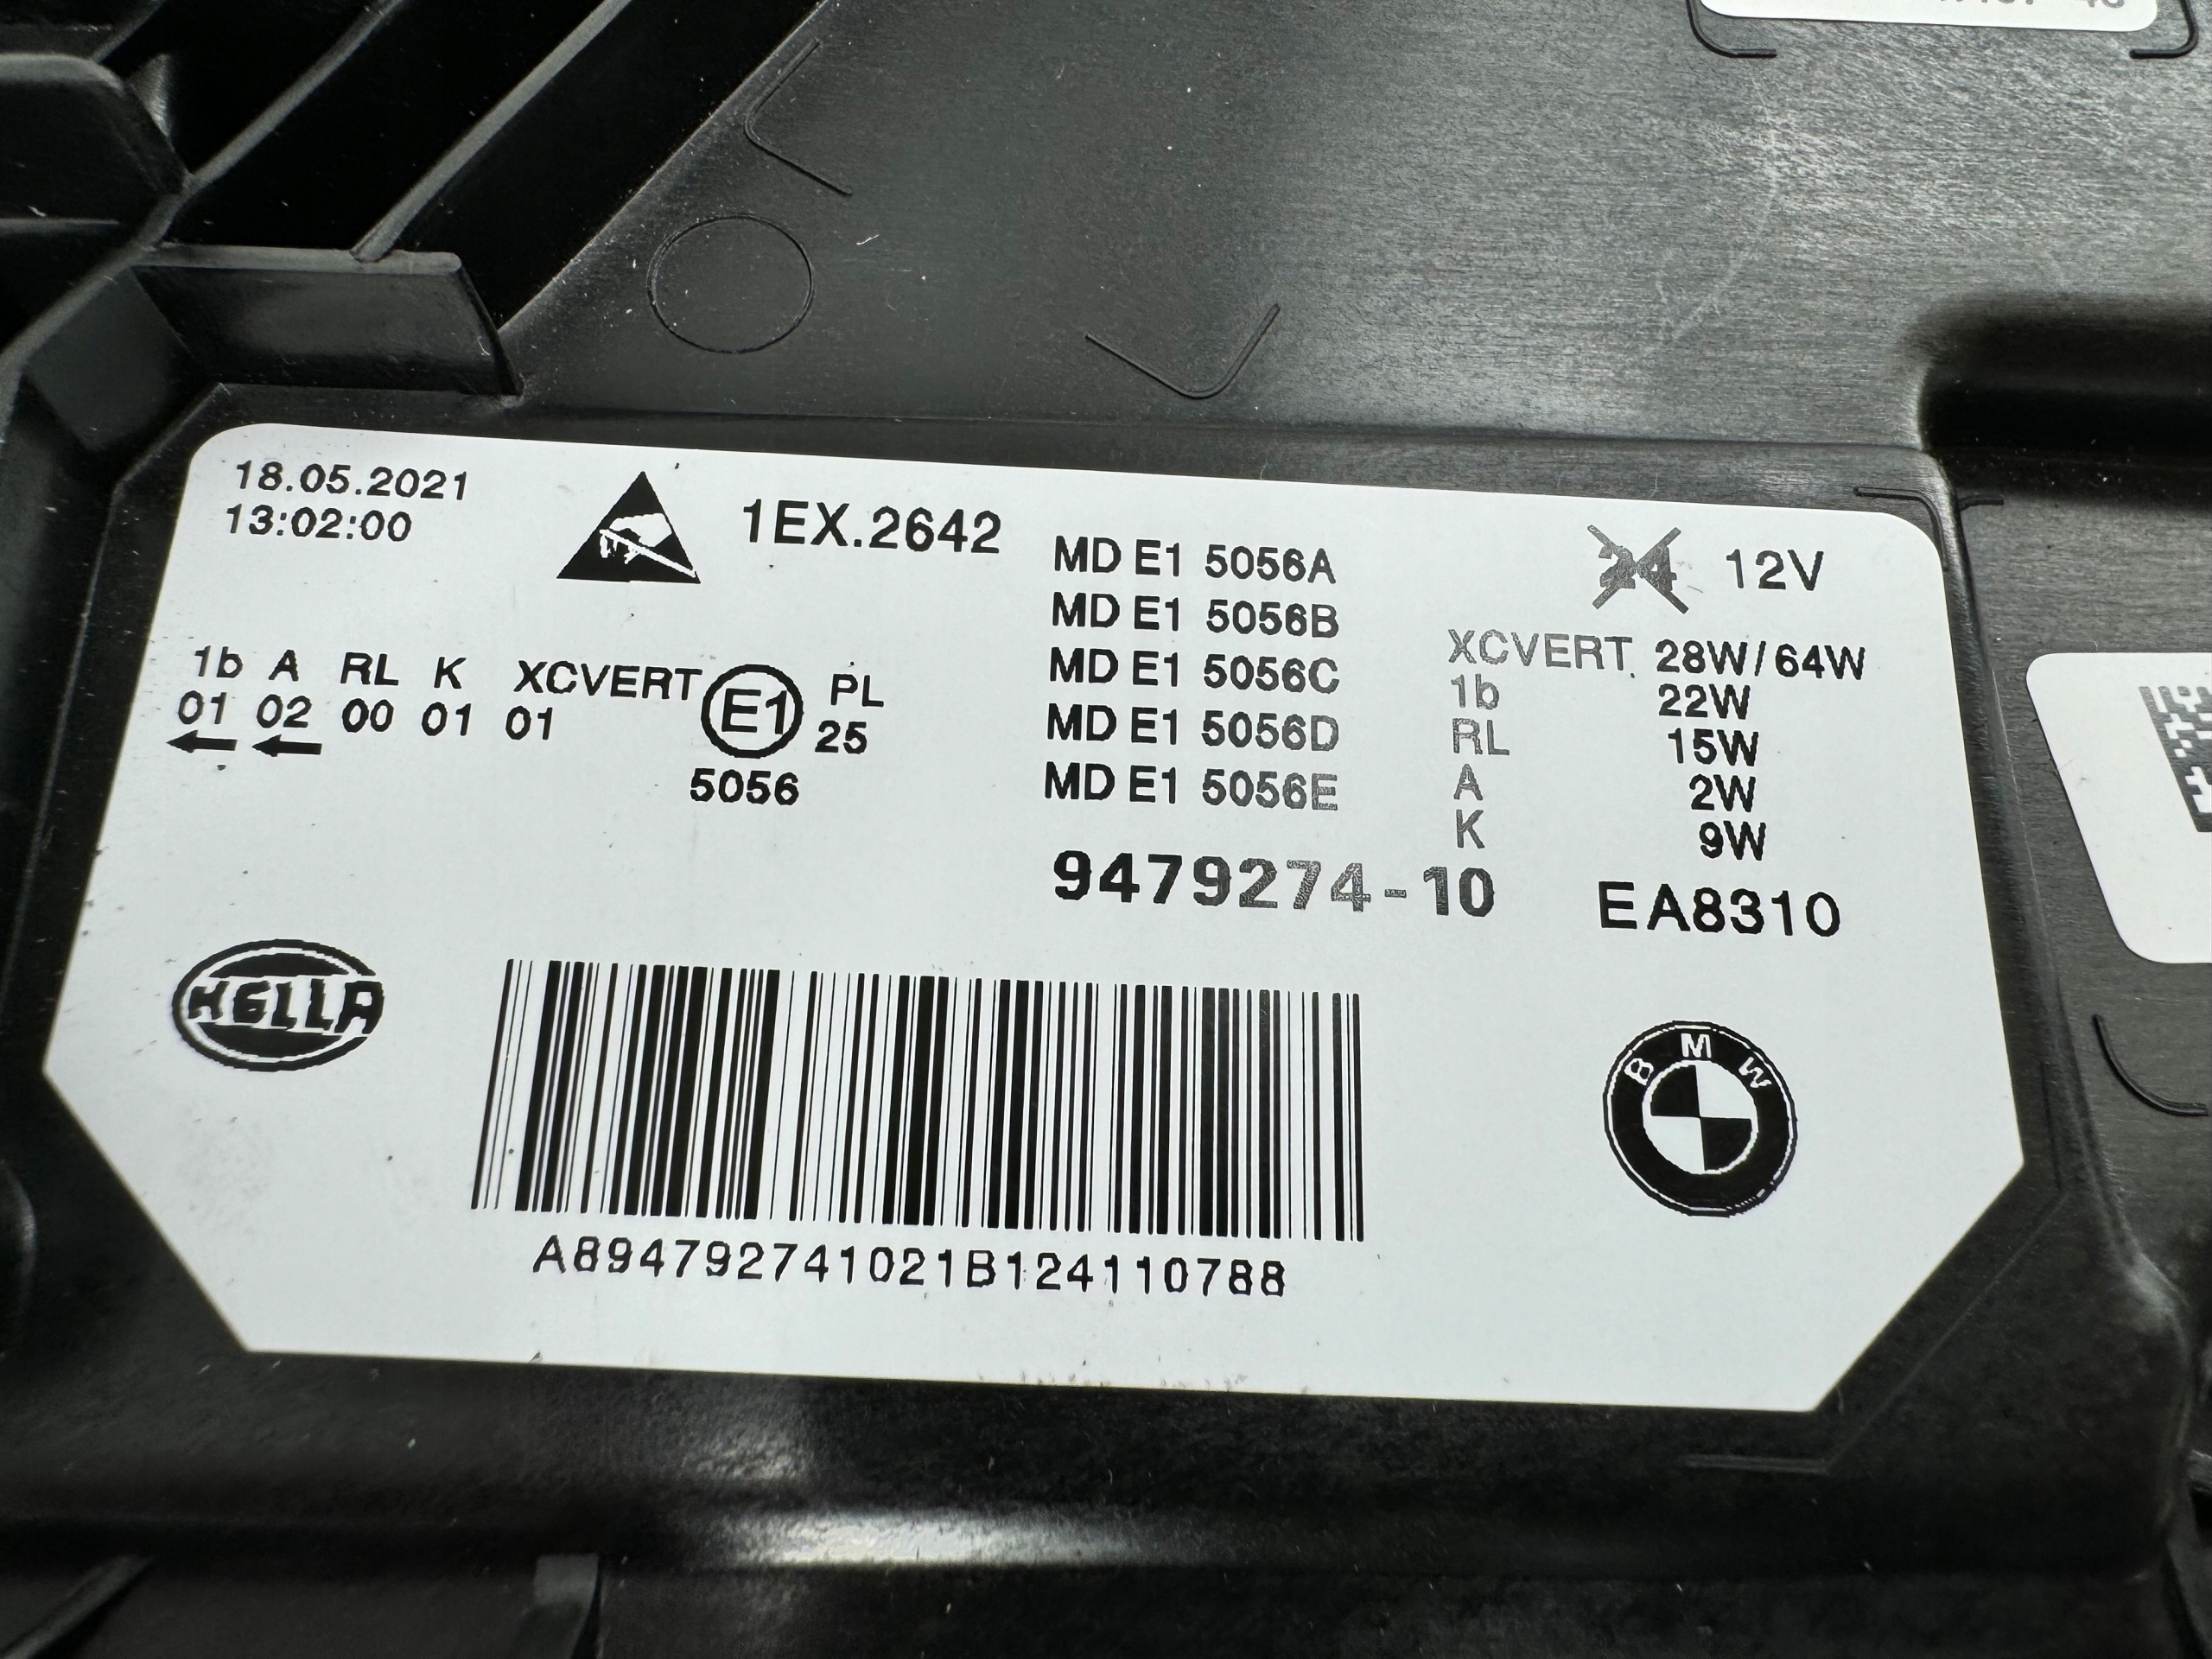 18.05.2021
13:02:00
1EX.2642
1b A RL K XCVERT E1 PL
01 02 00 01 01 25
5056
MD E1 5056A
MD E1 5056B
MD E1 5056C
MD E1 5056D
MD E1 5056E
24 12V
XCVERT 28W/64W
1b 22W
RL 15W
A 2W
K 9W
9479274-10
EA8310
HELLA
BMW
A894792741021B124110788